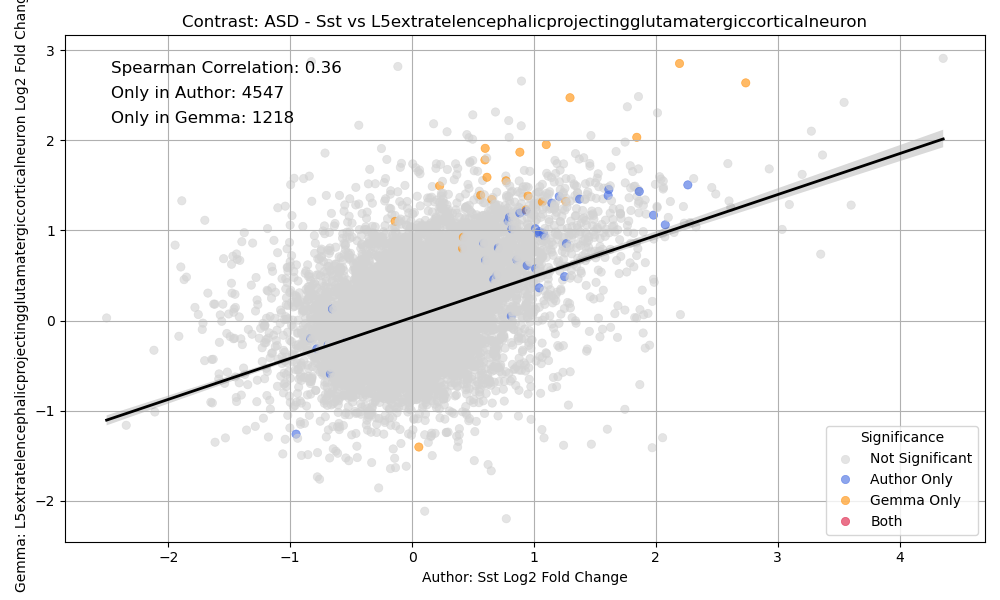 Contrast: ASD - Sst vs L5extratelencephalicprojectingglutamatergiccorticalneuron
Gemma: L5extratelencephalicprojectingglutamatergiccorticalneuron Log2 Fold Chang
3
2
1
0
−1
−2
Spearman Correlation: 0.36
Only in Author: 4547
Only in Gemma: 1218
Significance
Not Significant
Author Only
Gemma Only
Both
−2
−1
0
1
2
3
4
Author: Sst Log2 Fold Change